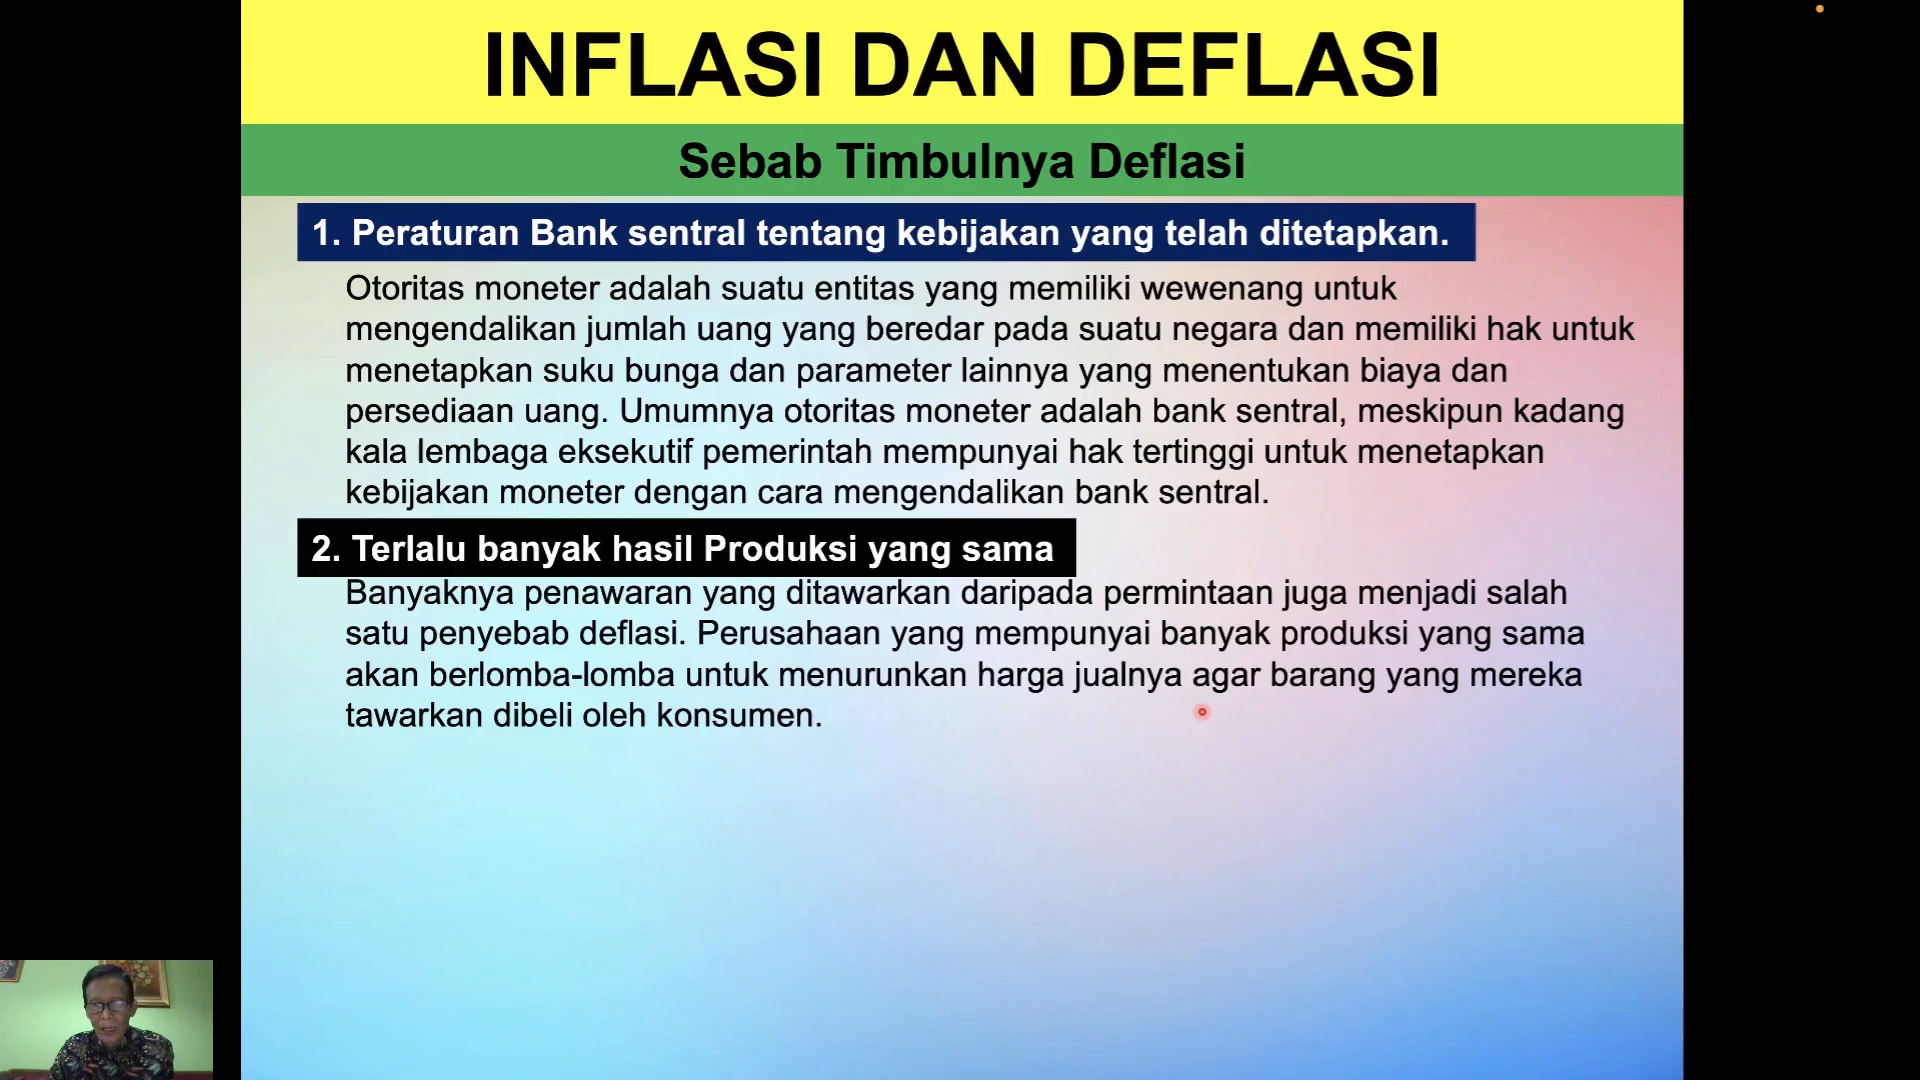 INFLASI DAN DEFLASI
Sebab Timbulnya Deflasi
1. Peraturan Bank sentral tentang kebijakan yang telah ditetapkan.
Otoritas moneter adalah suatu entitas yang memiliki wewenang untuk
mengendalikan jumlah uang yang beredar pada suatu negara dan memiliki hak untuk
menetapkan suku bunga dan parameter lainnya yang menentukan biaya dan
persediaan uang. Umumnya otoritas moneter adalah bank sentral, meskipun kadang
kala lembaga eksekutif pemerintah mempunyai hak tertinggi untuk menetapkan
kebijakan moneter dengan cara mengendalikan bank sentral.
2. Terlalu banyak hasil Produksi yang sama
Banyaknya penawaran yang ditawarkan daripada permintaan juga menjadi salah
satu penyebab deflasi. Perusahaan yang mempunyai banyak produksi yang sama
akan berlomba-lomba untuk menurunkan harga jualnya agar barang yang mereka
tawarkan dibeli oleh konsumen.